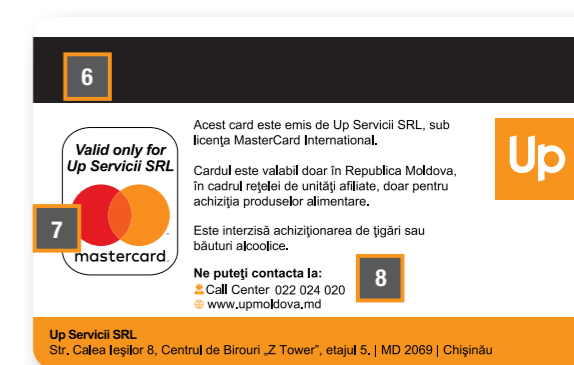 6
Valid only for
Up Servicii SRL
7
mastercard.
Acest card este emis de Up Servicii SRL, sub
licența MasterCard International.
Cardul este valabil doar în Republica Moldova,
în cadrul rețelei de unități afiliate, doar pentru
achiziția produselor alimentare.
Este interzisă achiziționarea de țigări sau
băuturi alcoolice.
Ne puteți contacta la:
Call Center 022 024 020
www.upmoldova.md
8
Up
Up Servicii SRL
Str. Calea Ieșilor 8, Centrul de Birouri „Z Tower”, etajul 5. | MD 2069 | Chișinău